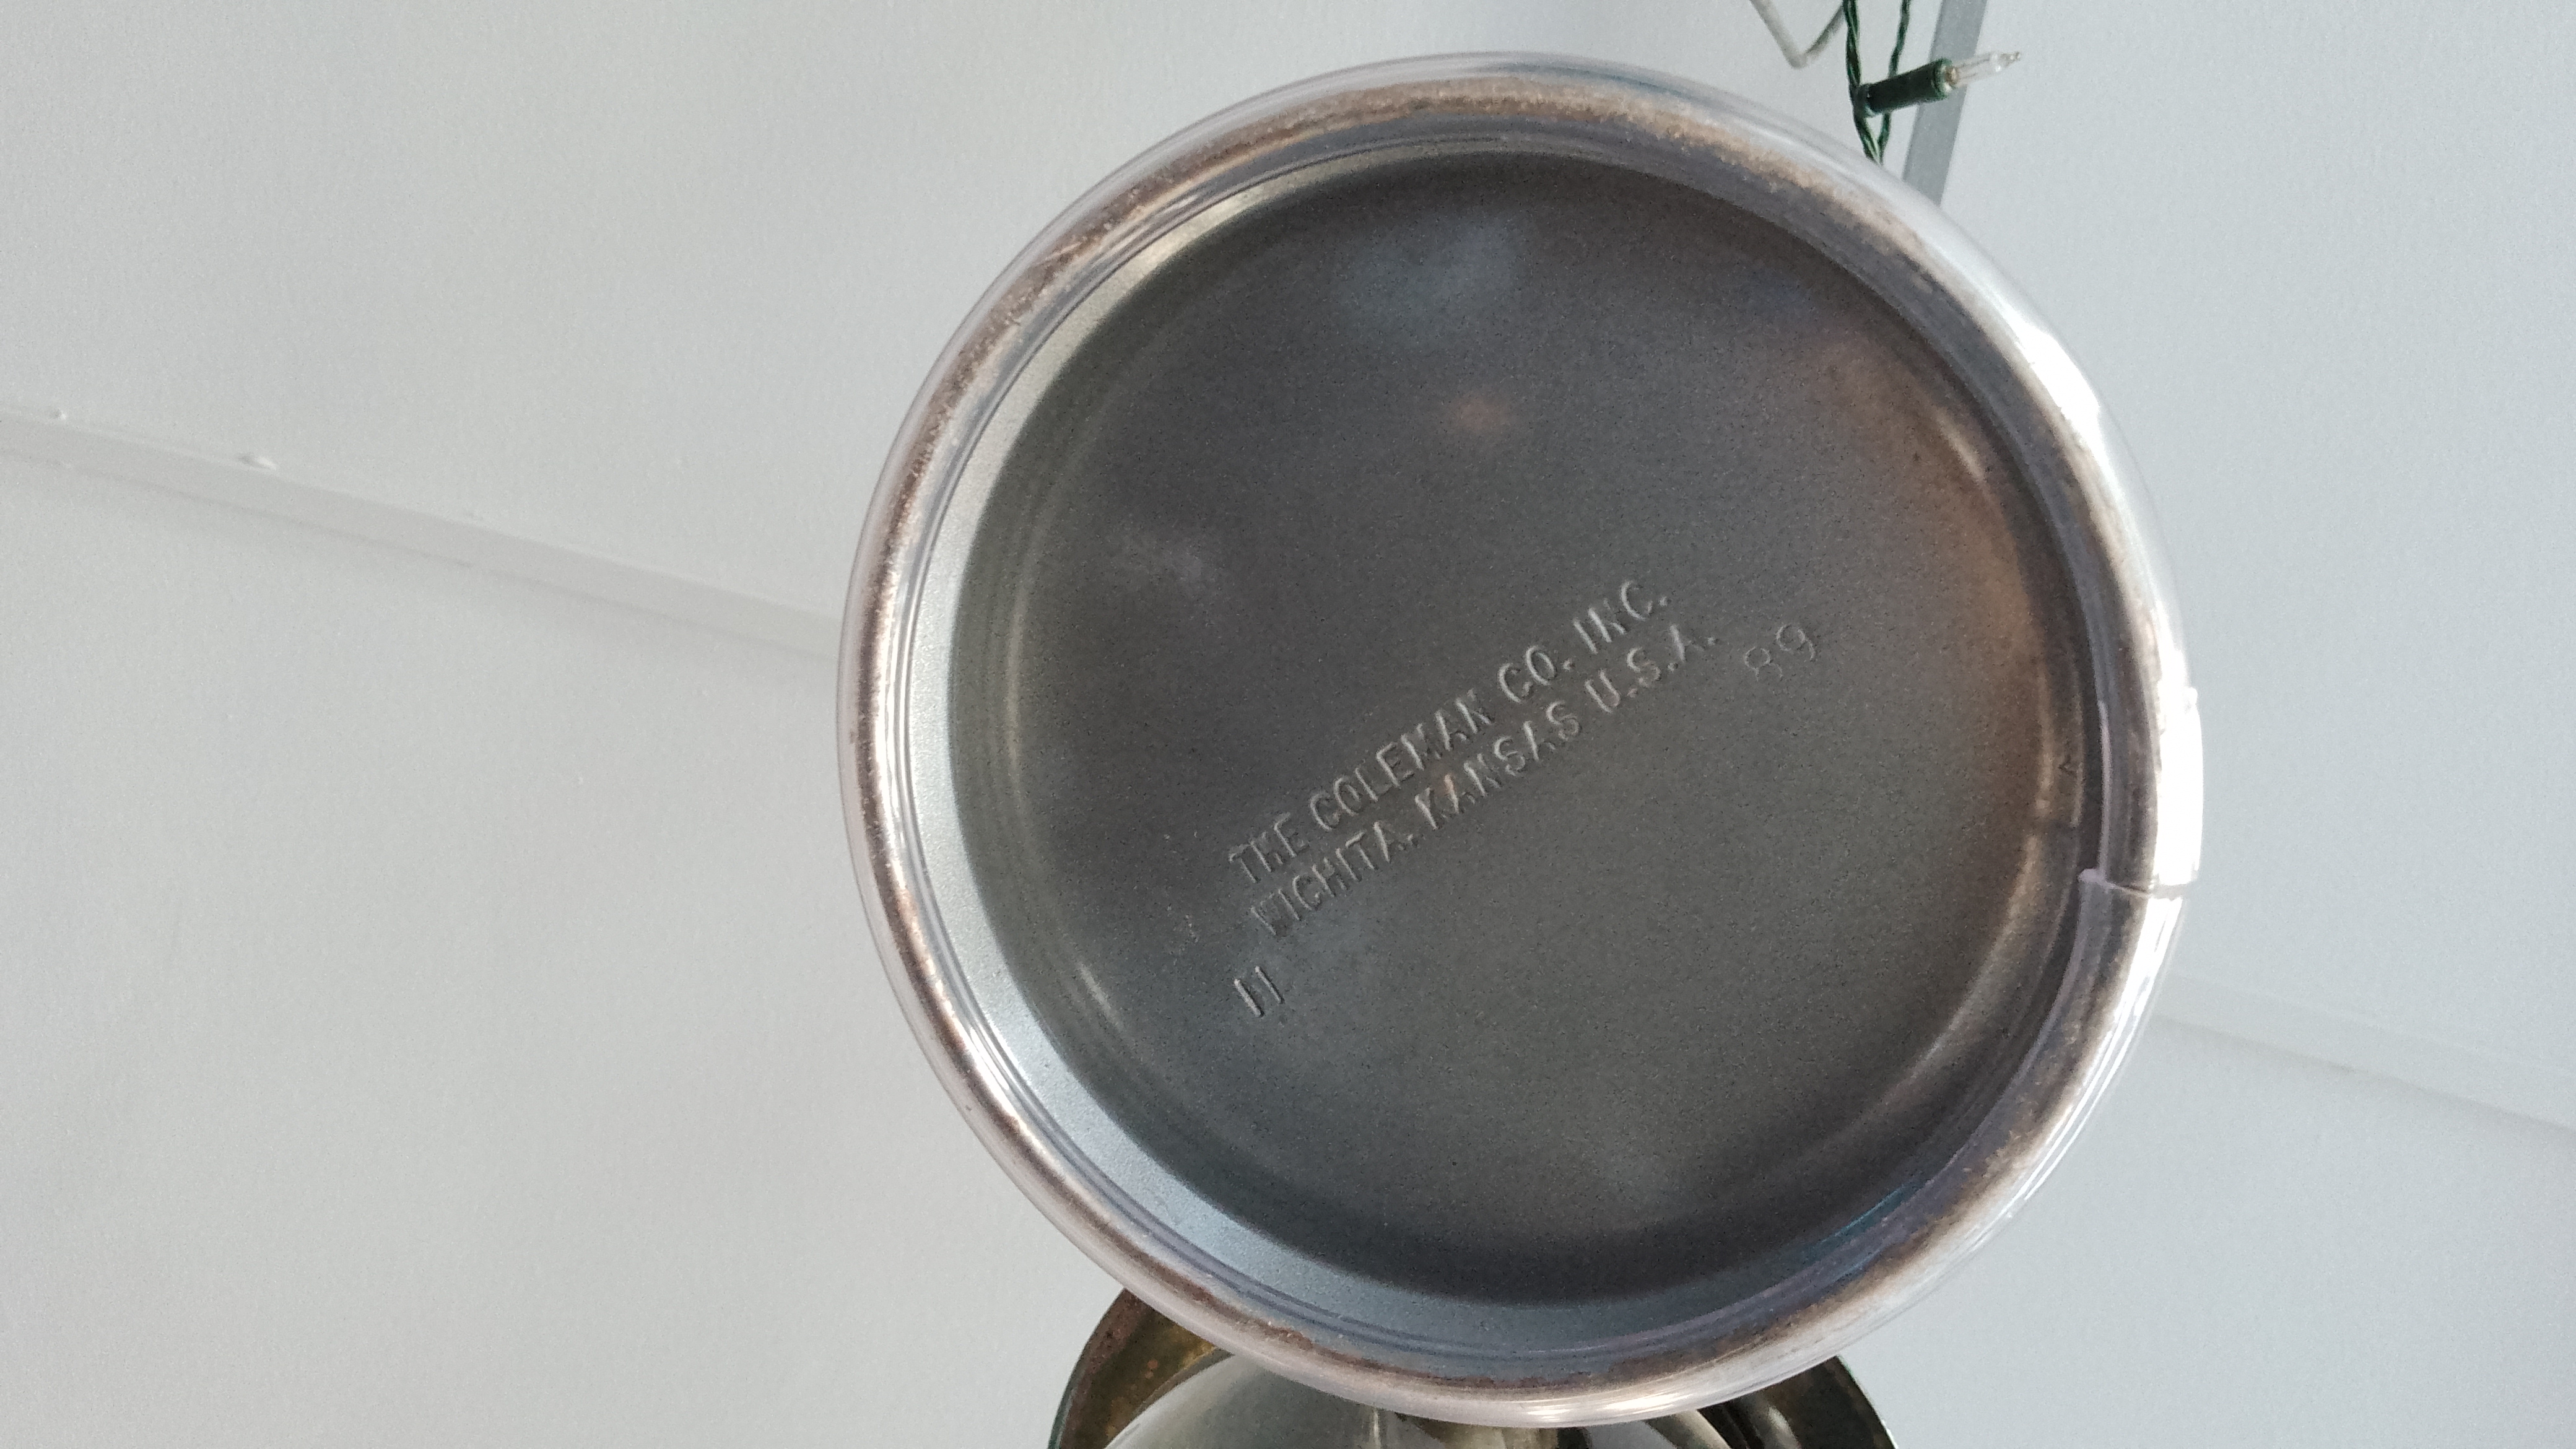 THE COLEMAN CO. INC.
WICHITA, KANSAS U.S.A.
11
89